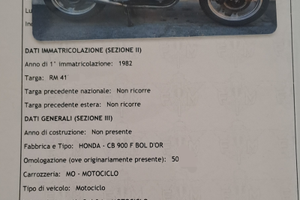 Lu
DATI IMMATRICOLAZIONE (SEZIONE II)
Anno di 1° immatricolazione: 1982
Targa: RM 41
Targa precedente nazionale: Non ricorre
Targa precedente estera: Non ricorre
DATI GENERALI (SEZIONE III)
Anno di costruzione: Non presente
Fabbrica e Tipo: HONDA - CB 900 F BOL D'OR
Omologazione (ove originariamente presente): 50
Carrozzeria: MO - MOTOCICLO
Tipo di veicolo: Motociclo